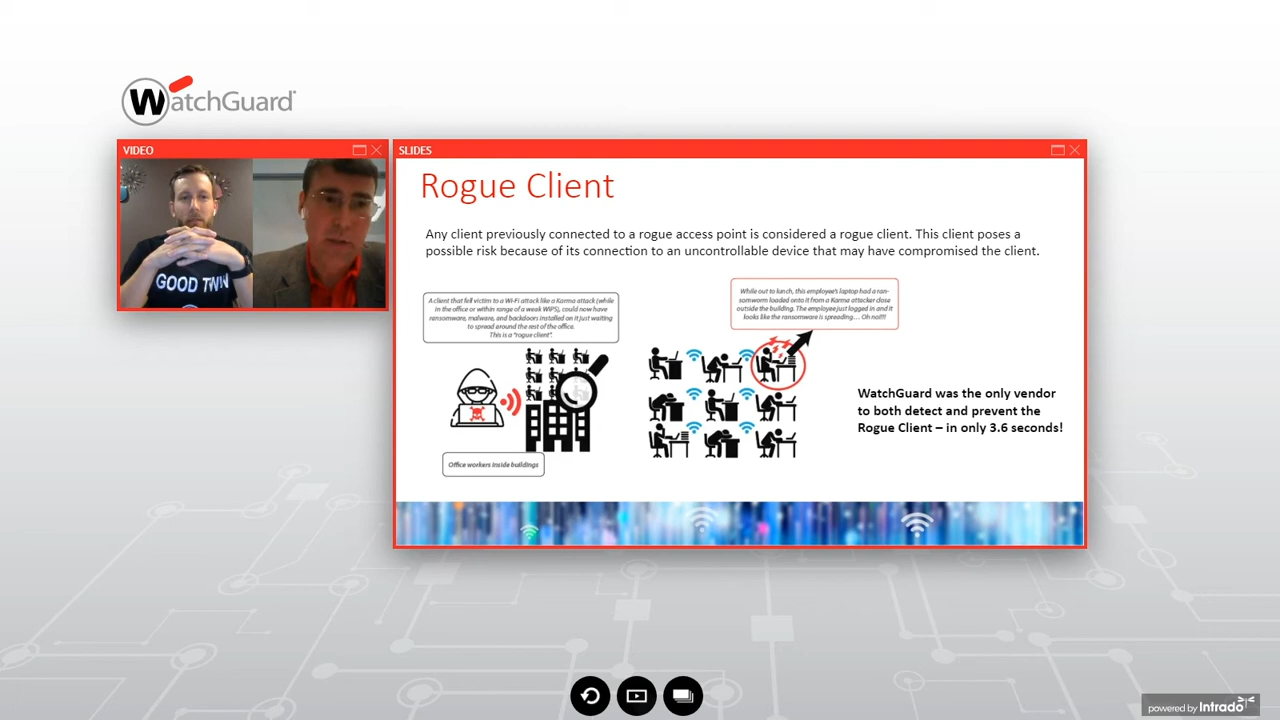 WatchGuard
VIDEO
GOOD TWIN
SLIDES
Rogue Client
Any client previously connected to a rogue access point is considered a rogue client. This client poses a
possible risk because of its connection to an uncontrollable device that may have compromised the client.
A client that fell victim to a Wi-Fi attack like a Karma attack (while
in the office or within range of a weak WIPS), could now have
ransomware, malware, and backdoors installed on it just waiting
to spread around the rest of the office.
This is a "rogue client".
While out to lunch, this employee's laptop had a ran-
somworm loaded onto it from a Karma attacker close
outside the building. The employee just logged in and it
looks like the ransomware is spreading... Oh no!!!
WatchGuard was the only vendor
to both detect and prevent the
Rogue Client – in only 3.6 seconds!
Office workers inside buildings
powered by Intrado